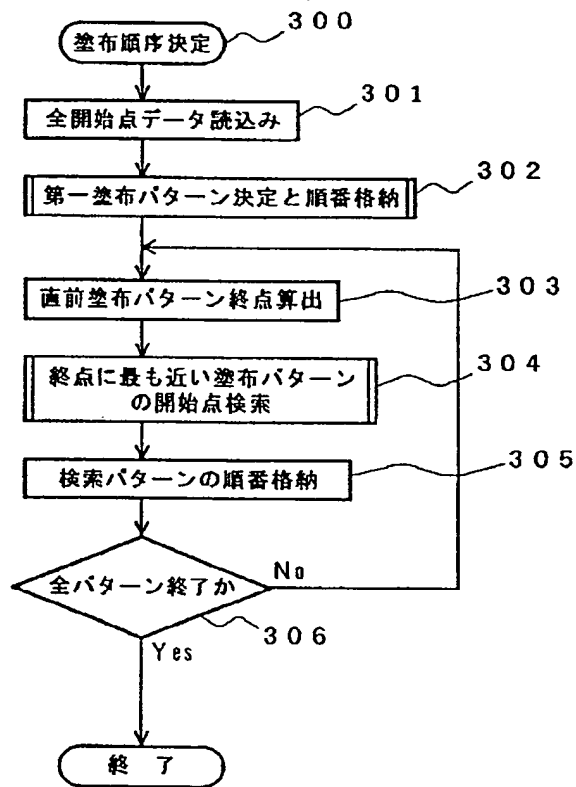 塗布順序決定
300
全開始点データ読込み
301
第一塗布パターン決定と順番格納
302
直前塗布パターン終点算出
303
終点に最も近い塗布パターン
の開始点検索
304
検索パターンの順番格納
305
全パターン終了か
No
306
Yes
終 了